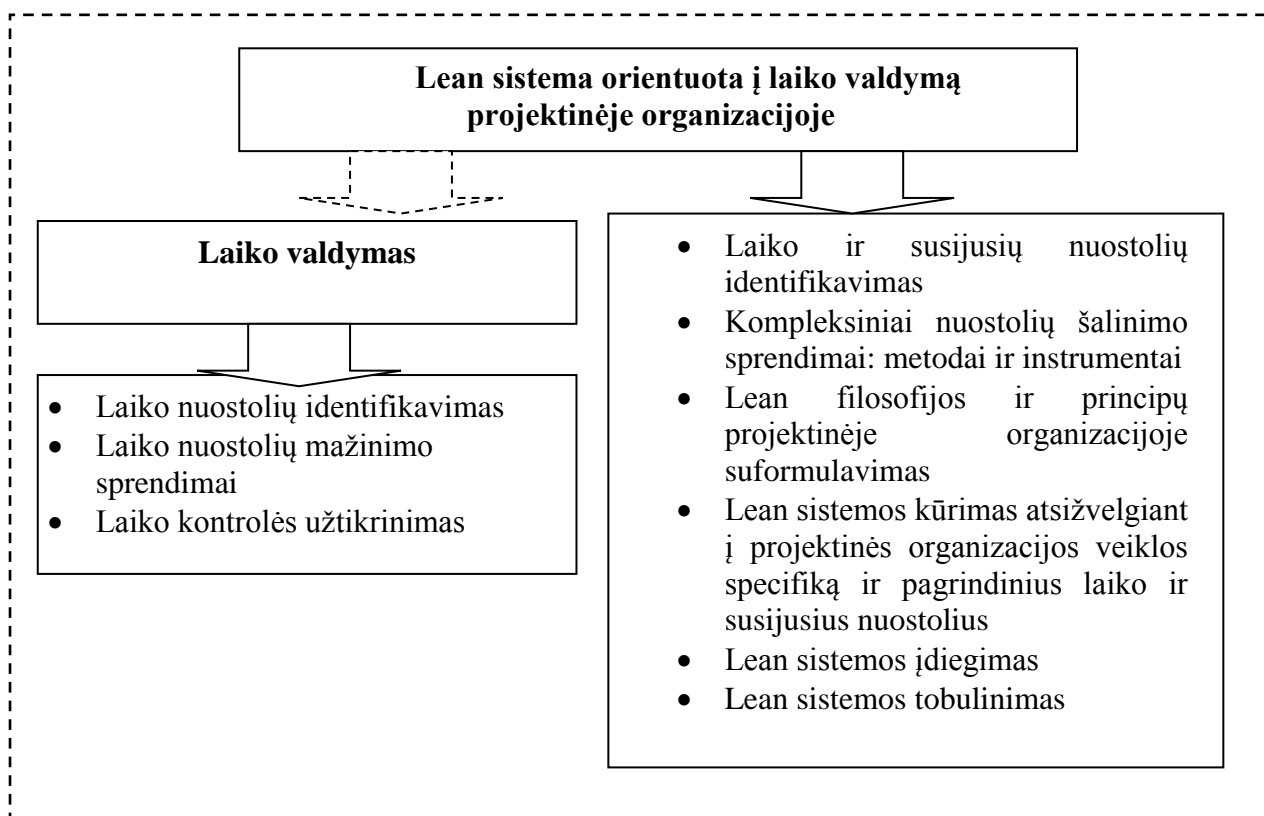 Lean sistema orientuota į laiko valdymą
projektinėje organizacijoje
Laiko valdymas
• Laiko nuostolių identifikavimas
• Laiko nuostolių mažinimo
sprendimai
• Laiko kontrolės užtikrinimas
• Laiko ir susijusių nuostolių
identifikavimas
• Kompleksiniai nuostolių šalinimo
sprendimai: metodai ir instrumentai
• Lean filosofijos ir principų
projektinėje organizacijoje
suformulavimas
• Lean sistemos kūrimas atsižvelgiant
į projektinės organizacijos veiklos
specifiką ir pagrindinius laiko ir
susijusius nuostolius
• Lean sistemos įdiegimas
• Lean sistemos tobulinimas